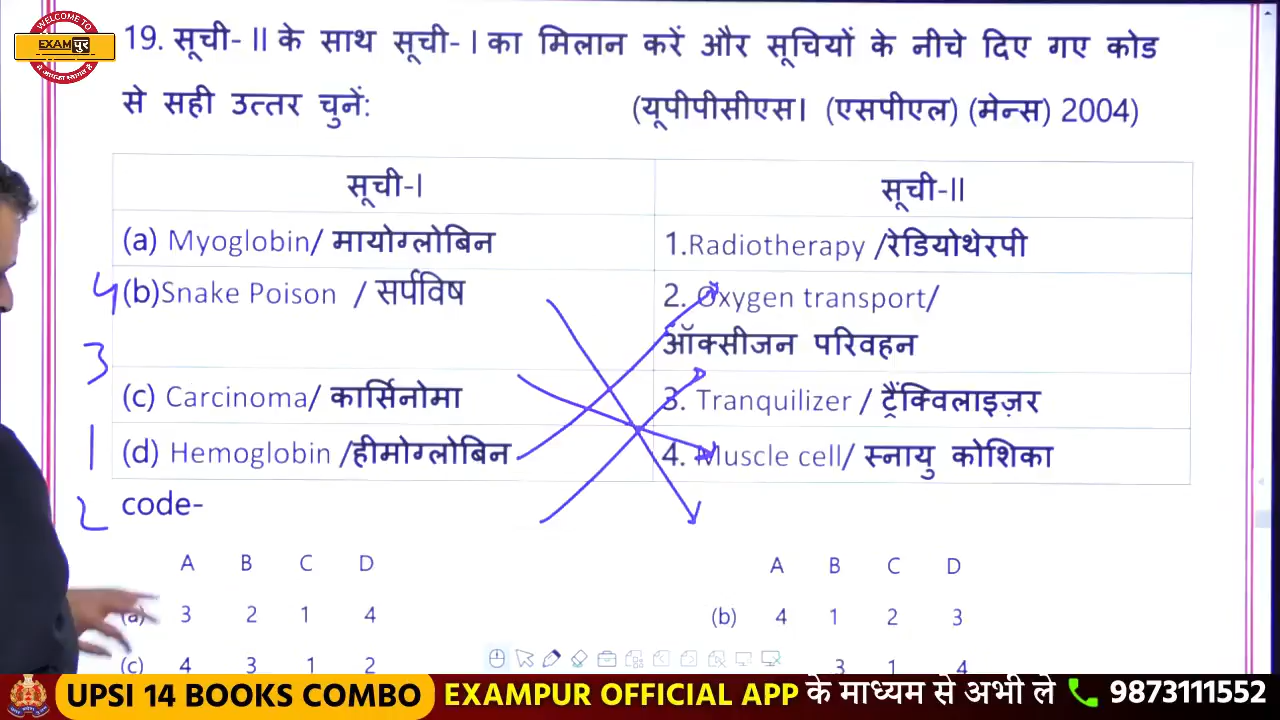 WELCOME TO
EXAMपुर
19. सूची- II के साथ सूची- I का मिलान करें और सूचियों के नीचे दिए गए कोड
से सही उत्तर चुनें: (यूपीपीसीएस। (एसपीएल) (मेन्स) 2004)
सूची-I सूची-II
(a) Myoglobin/ मायोग्लोबिन 1.Radiotherapy /रेडियोथेरपी
4 (b)Snake Poison / सर्पविष 2. Oxygen transport/
ऑक्सीजन परिवहन
3
(c) Carcinoma/ कार्सिनोमा 3. Tranquilizer / ट्रैंक्विलाइज़र
1 (d) Hemoglobin /हीमोग्लोबिन 4. Muscle cell/ स्नायु कोशिका
2 code-
A B C D A B C D
(a) 3 2 1 4 (b) 4 1 2 3
(c) 4 3 1 2 3 1 4
UPSI 14 BOOKS COMBO EXAMPUR OFFICIAL APP के माध्यम से अभी ले 9873111552